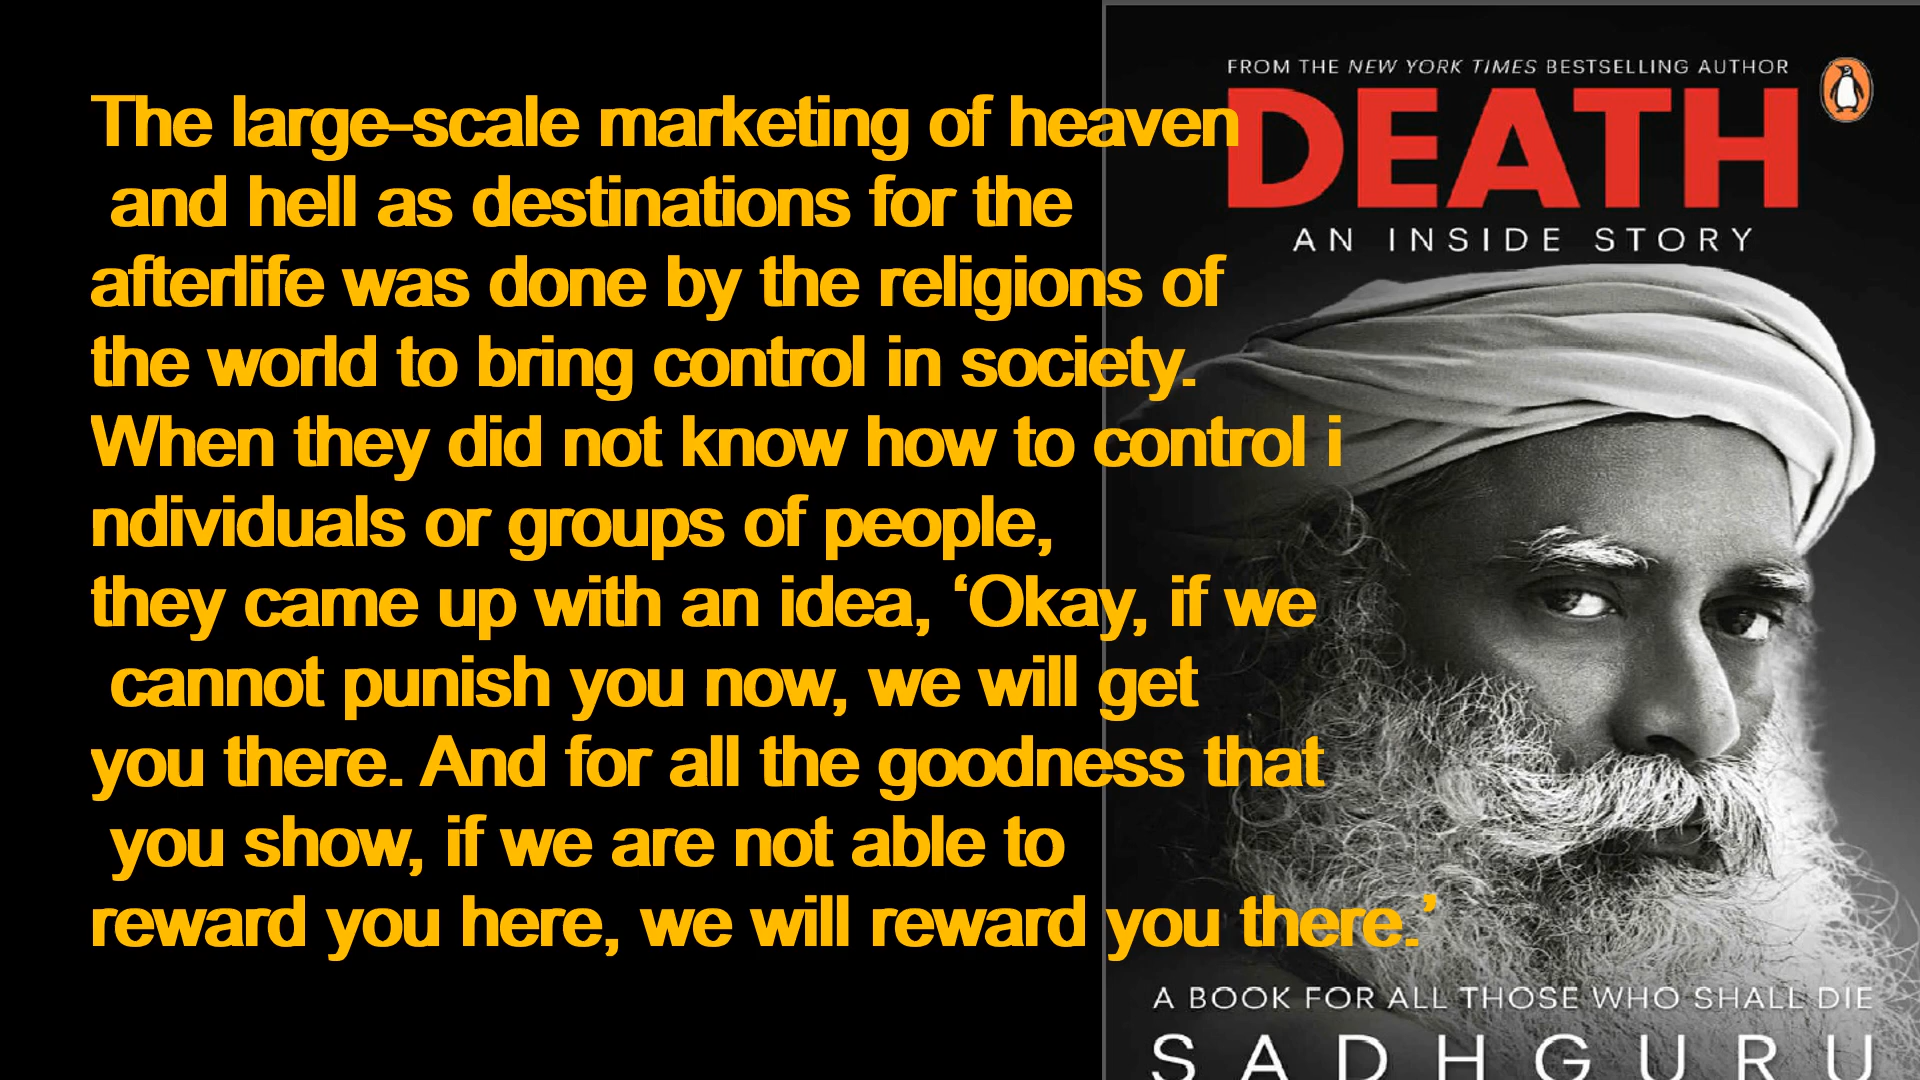 The large-scale marketing of heaven
and hell as destinations for the
afterlife was done by the religions of
the world to bring control in society.
When they did not know how to control i
ndividuals or groups of people,
they came up with an idea, ‘Okay, if we
cannot punish you now, we will get
you there. And for all the goodness that
you show, if we are not able to
reward you here, we will reward you there.’
FROM THE NEW YORK TIMES BESTSELLING AUTHOR
DEATH
AN INSIDE STORY
A BOOK FOR ALL THOSE WHO SHALL DIE
SADHGURU